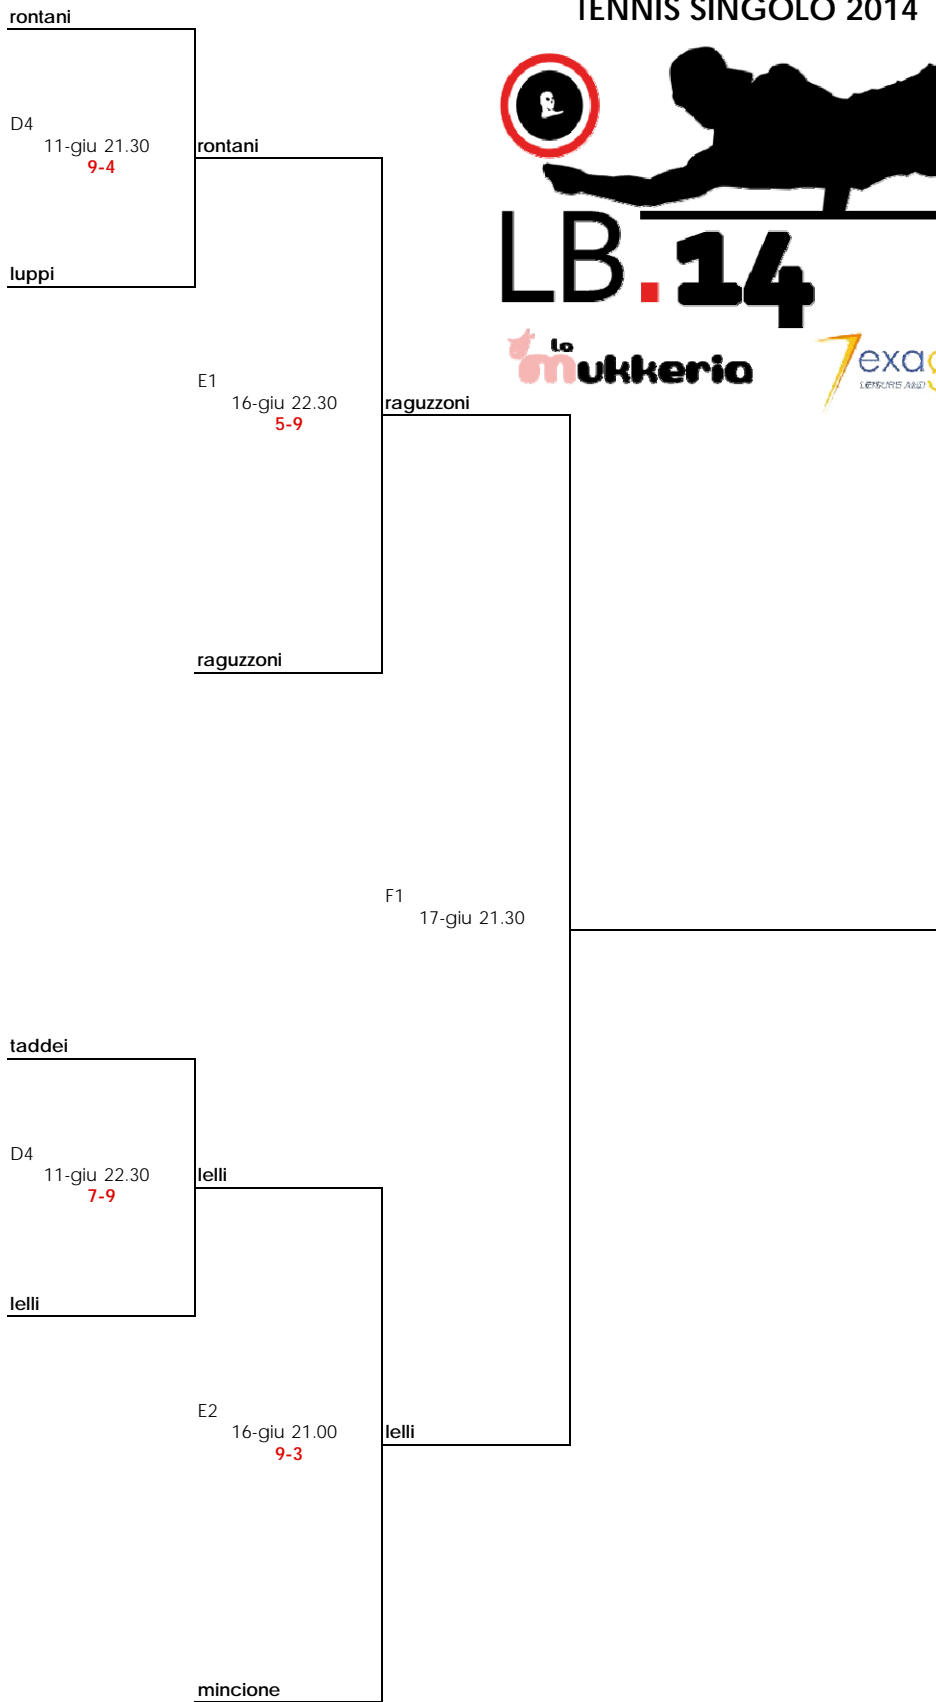 TENNIS SINGOLO 2014
rontani
D4
11-giu 21.30
9-4
rontani
luppi
LB.14
la mukkeria
E1
16-giu 22.30
5-9
raguzzoni
raguzzoni
F1
17-giu 21.30
taddei
D4
11-giu 22.30
7-9
lelli
lelli
E2
16-giu 21.00
9-3
lelli
mincione